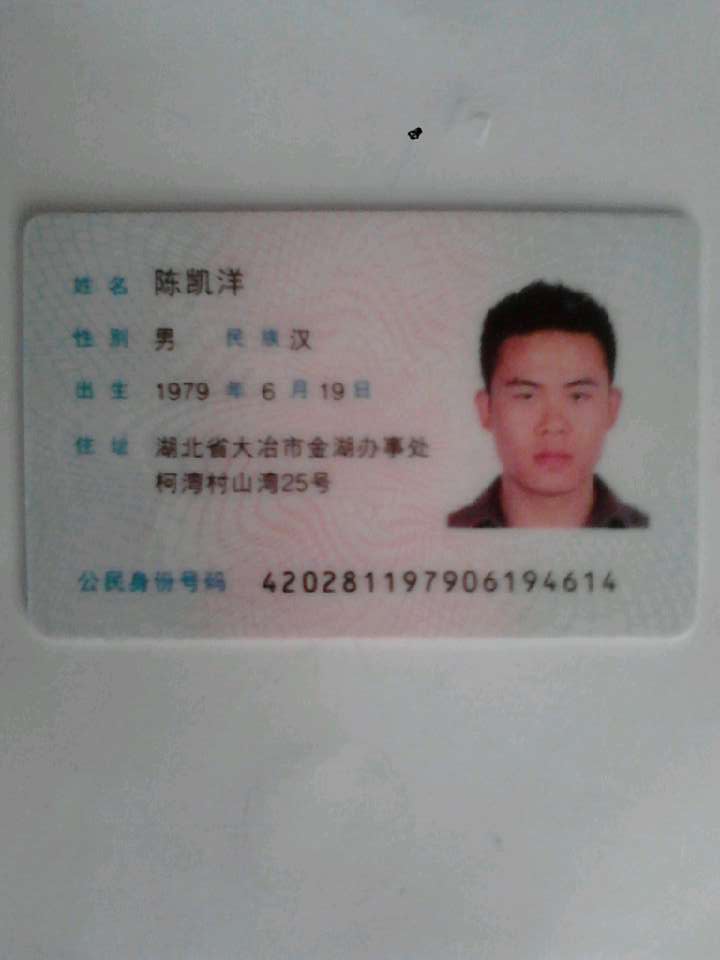 姓名 陈凯洋
性别 男 民族 汉
出生 1979 年 6 月 19 日
住址 湖北省大冶市金湖办事处
柯湾村山湾25号
公民身份号码 420281197906194614